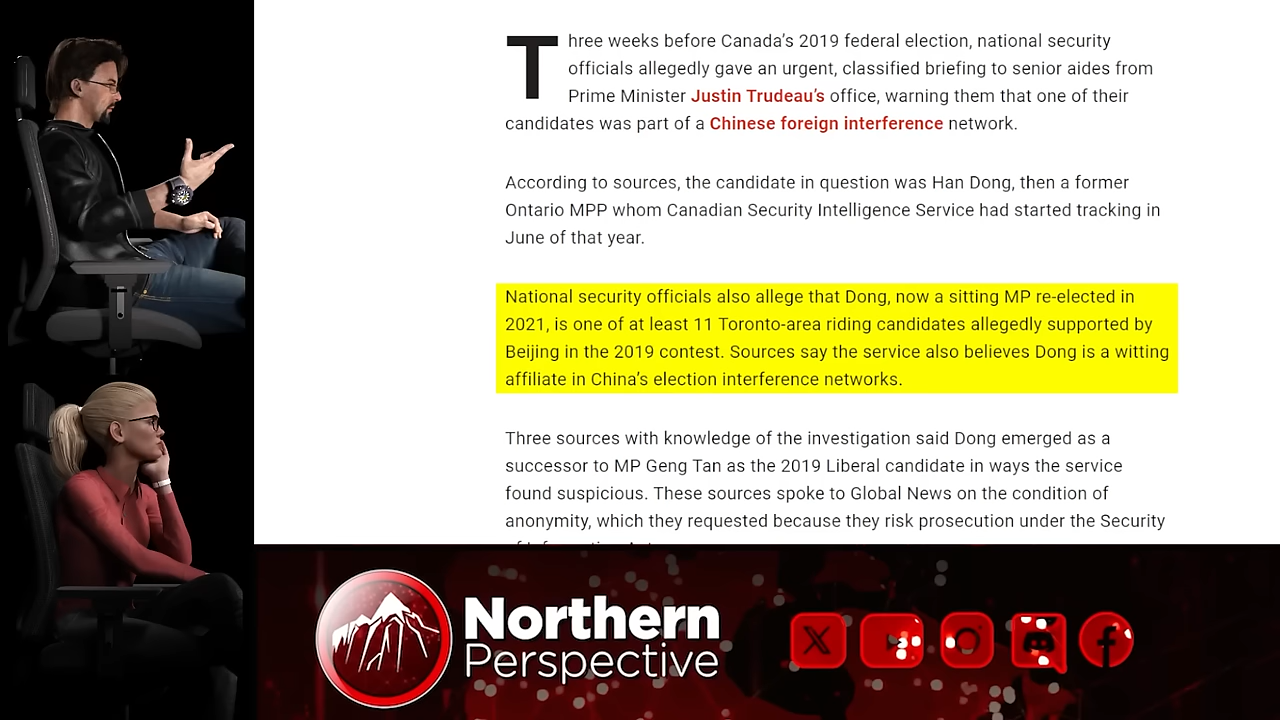 Three weeks before Canada’s 2019 federal election, national security
officials allegedly gave an urgent, classified briefing to senior aides from
Prime Minister Justin Trudeau’s office, warning them that one of their
candidates was part of a Chinese foreign interference network.
According to sources, the candidate in question was Han Dong, then a former
Ontario MPP whom Canadian Security Intelligence Service had started tracking in
June of that year.
National security officials also allege that Dong, now a sitting MP re-elected in
2021, is one of at least 11 Toronto-area riding candidates allegedly supported by
Beijing in the 2019 contest. Sources say the service also believes Dong is a witting
affiliate in China’s election interference networks.
Three sources with knowledge of the investigation said Dong emerged as a
successor to MP Geng Tan as the 2019 Liberal candidate in ways the service
found suspicious. These sources spoke to Global News on the condition of
anonymity, which they requested because they risk prosecution under the Security
Northern
Perspective